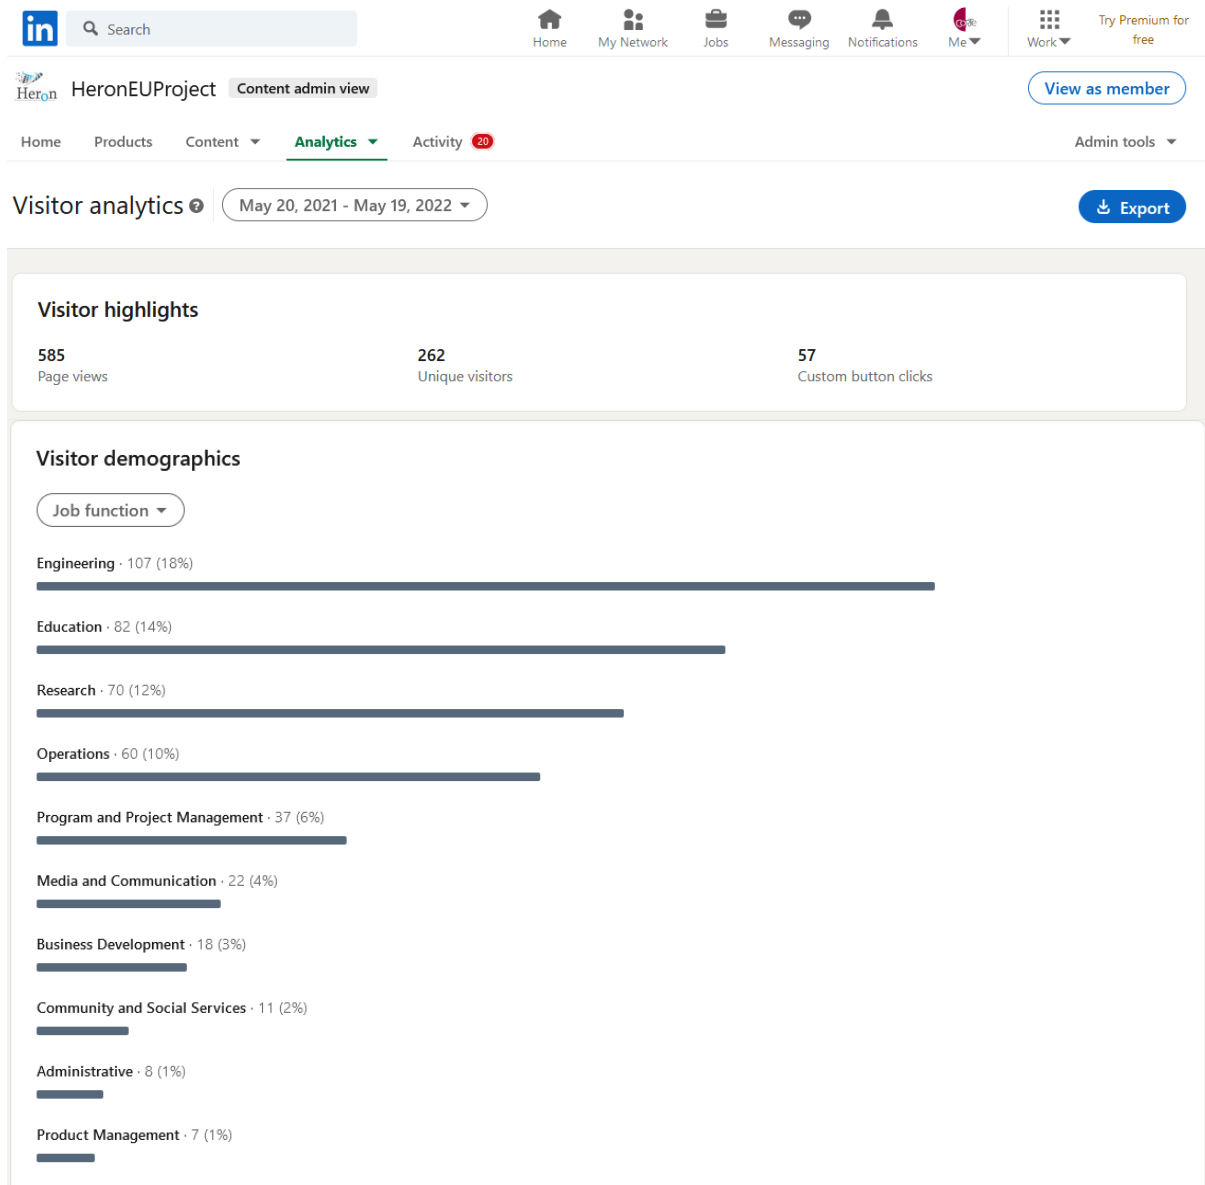 in Search
Home My Network Jobs Messaging Notifications Me Work Try Premium for
free
Heron HeronEUProject Content admin view View as member
Home Products Content Analytics Activity 20 Admin tools
Visitor analytics ? May 20, 2021 - May 19, 2022 Export
Visitor highlights
585 262 57
Page views Unique visitors Custom button clicks
Visitor demographics
Job function
Engineering · 107 (18%)
Education · 82 (14%)
Research · 70 (12%)
Operations · 60 (10%)
Program and Project Management · 37 (6%)
Media and Communication · 22 (4%)
Business Development · 18 (3%)
Community and Social Services · 11 (2%)
Administrative · 8 (1%)
Product Management · 7 (1%)